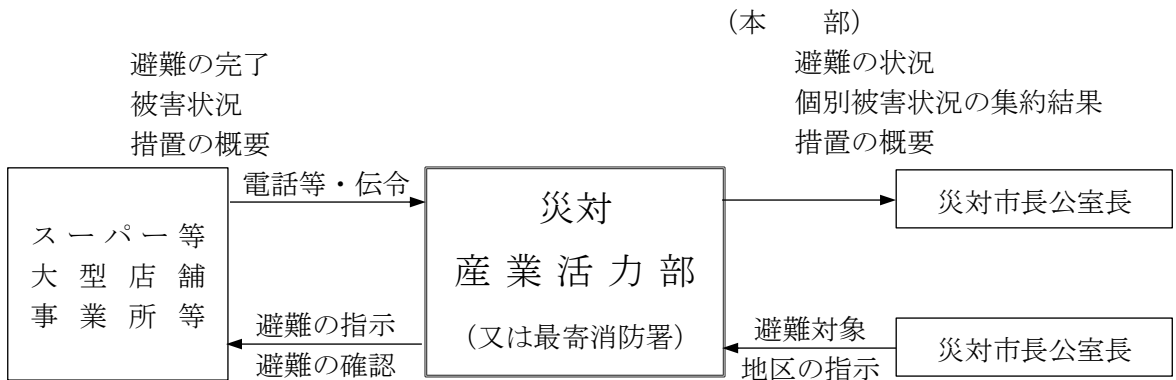 (本　　部)
避難の完了
被害状況
措置の概要
避難の状況
個別被害状況の集約結果
措置の概要
電話等・伝令
スーパー等
大型店舗
事業所等
避難の指示
避難の確認
災対
産業活力部
(又は最寄消防署)
災対市長公室長
避難対象
地区の指示
災対市長公室長